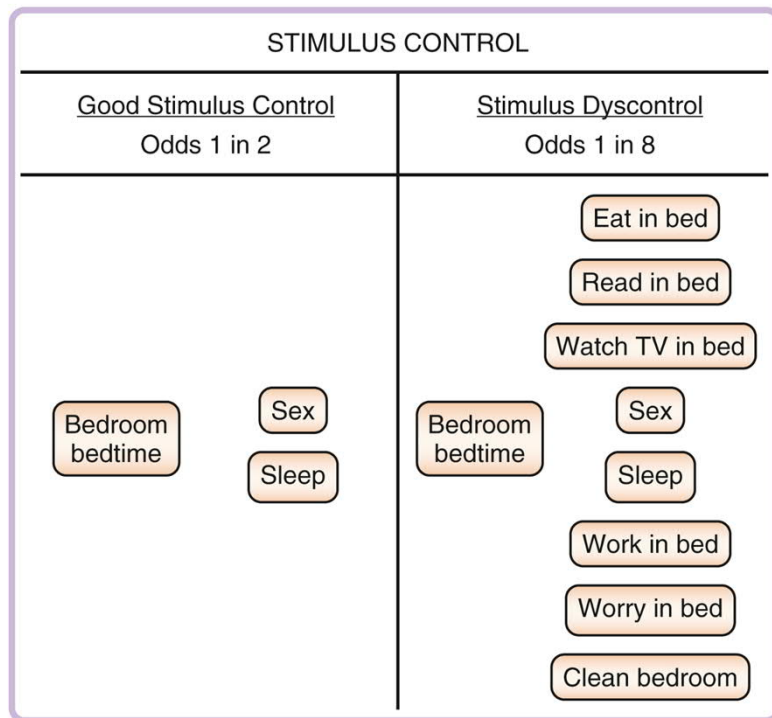 STIMULUS CONTROL
Good Stimulus Control
Odds 1 in 2
Stimulus Dyscontrol
Odds 1 in 8
Bedroom
bedtime
Sex
Sleep
Bedroom
bedtime
Eat in bed
Read in bed
Watch TV in bed
Sex
Sleep
Work in bed
Worry in bed
Clean bedroom